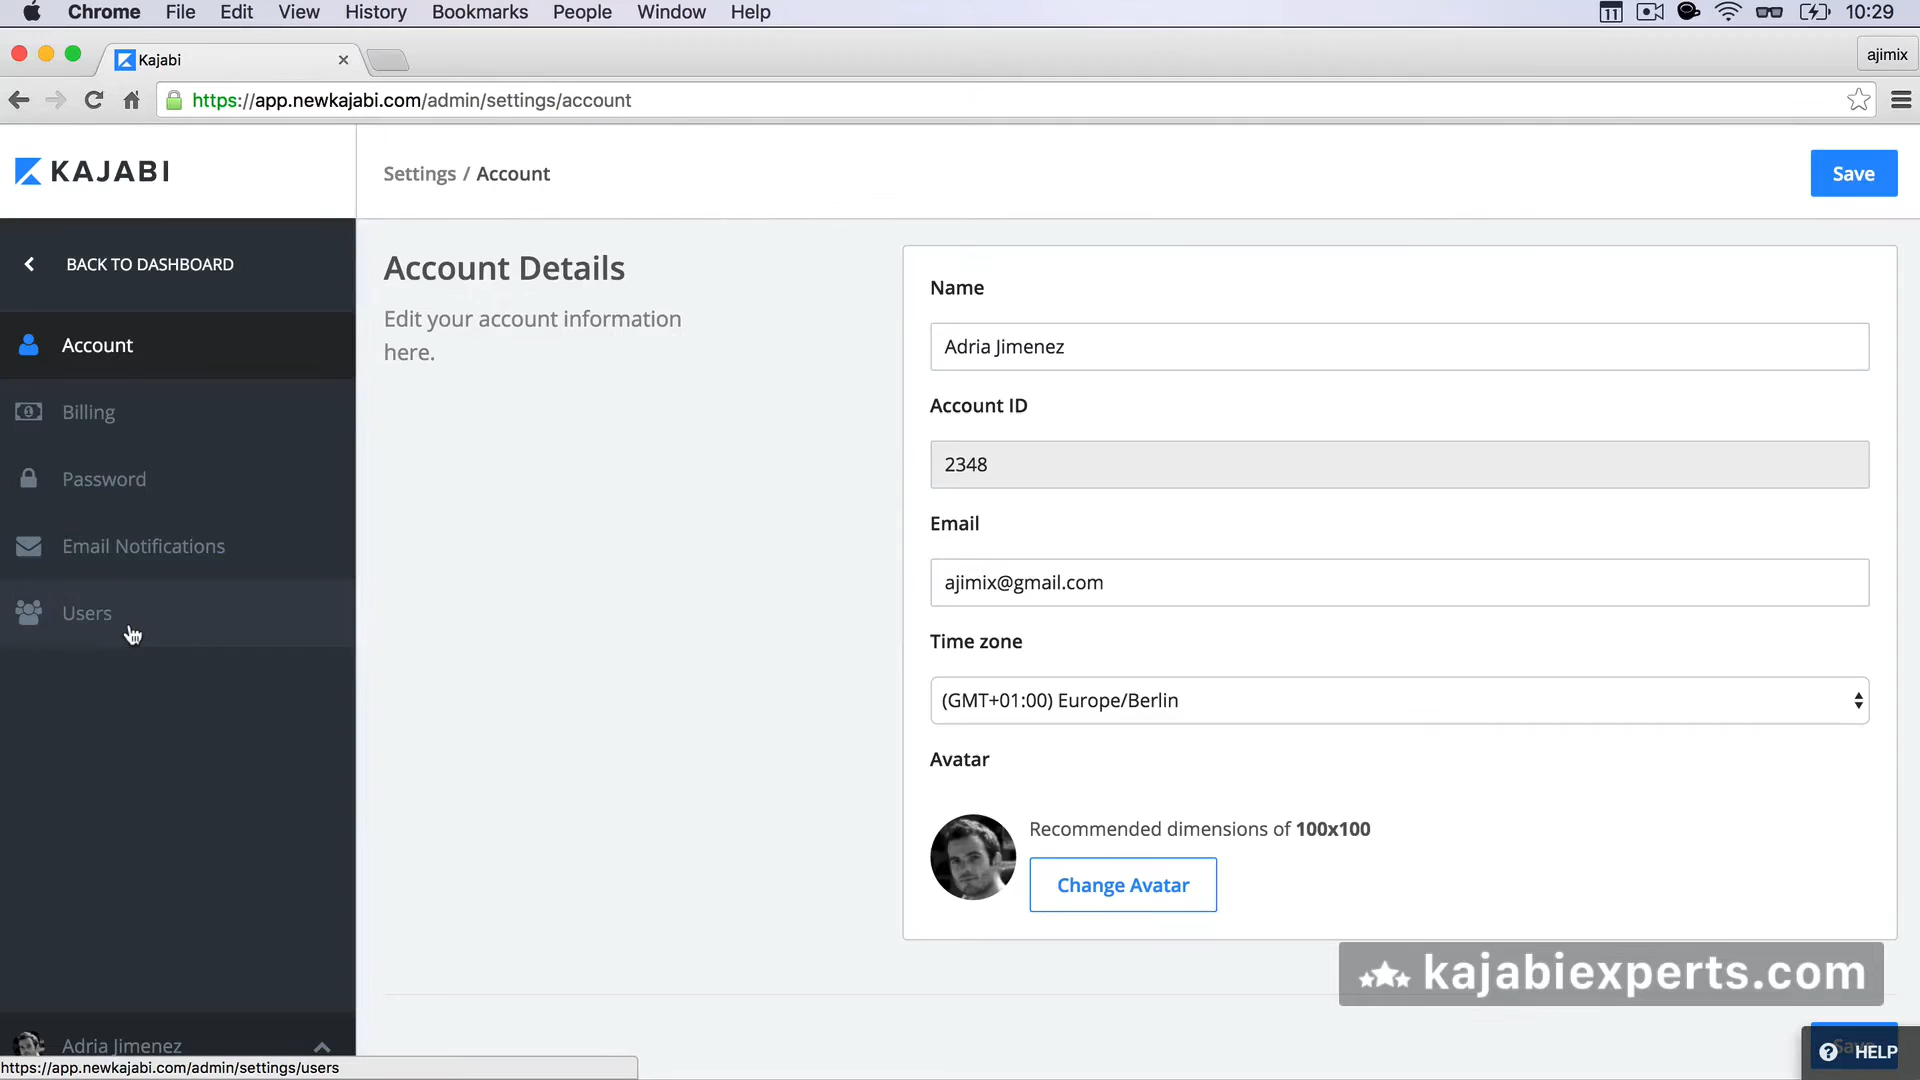 Chrome File Edit View History Bookmarks People Window Help
11
10:29
Kajabi
ajimix
https://app.newkajabi.com/admin/settings/account
KAJABI
Settings / Account
Save
BACK TO DASHBOARD
Account
Billing
Password
Email Notifications
Users
Account Details
Edit your account information
here.
Name
Adria Jimenez
Account ID
2348
Email
ajimix@gmail.com
Time zone
(GMT+01:00) Europe/Berlin
Avatar
Recommended dimensions of 100x100
Change Avatar
kajabiexperts.com
Adria Jimenez
https://app.newkajabi.com/admin/settings/users
Save
? HELP